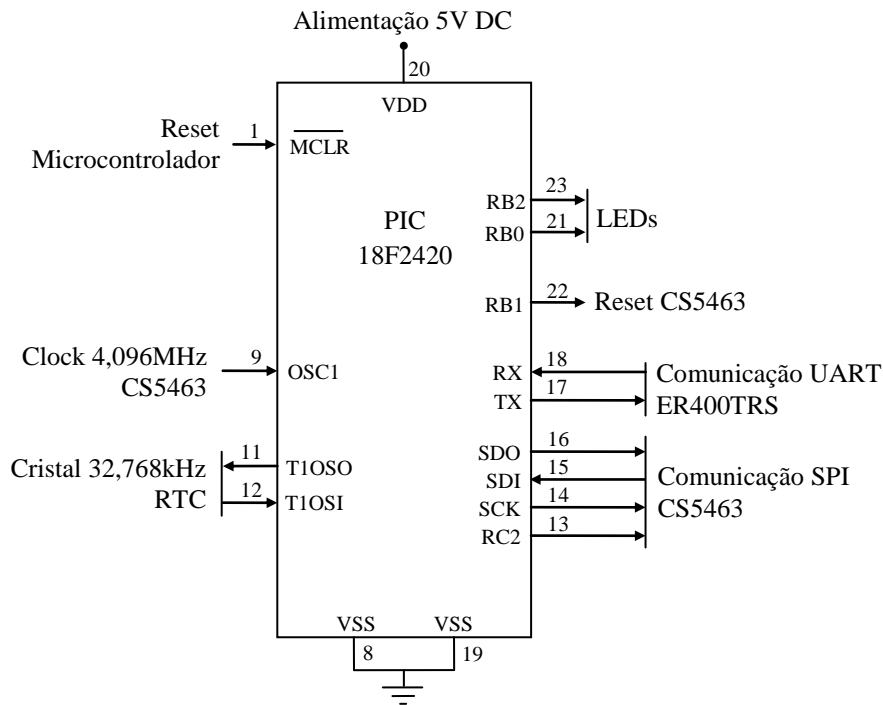 Alimentação 5V DC
20
VDD
Reset
Microcontrolador
1
MCLR
PIC
18F2420
RB2
23
RB0
21
LEDs
RB1
22
Reset CS5463
Clock 4,096MHz
CS5463
9
OSC1
RX
18
TX
17
Comunicação UART
ER400TRS
Cristal 32,768kHz
RTC
11
T1OSO
12
T1OSI
SDO
16
SDI
15
SCK
14
RC2
13
Comunicação SPI
CS5463
VSS
VSS
8
19